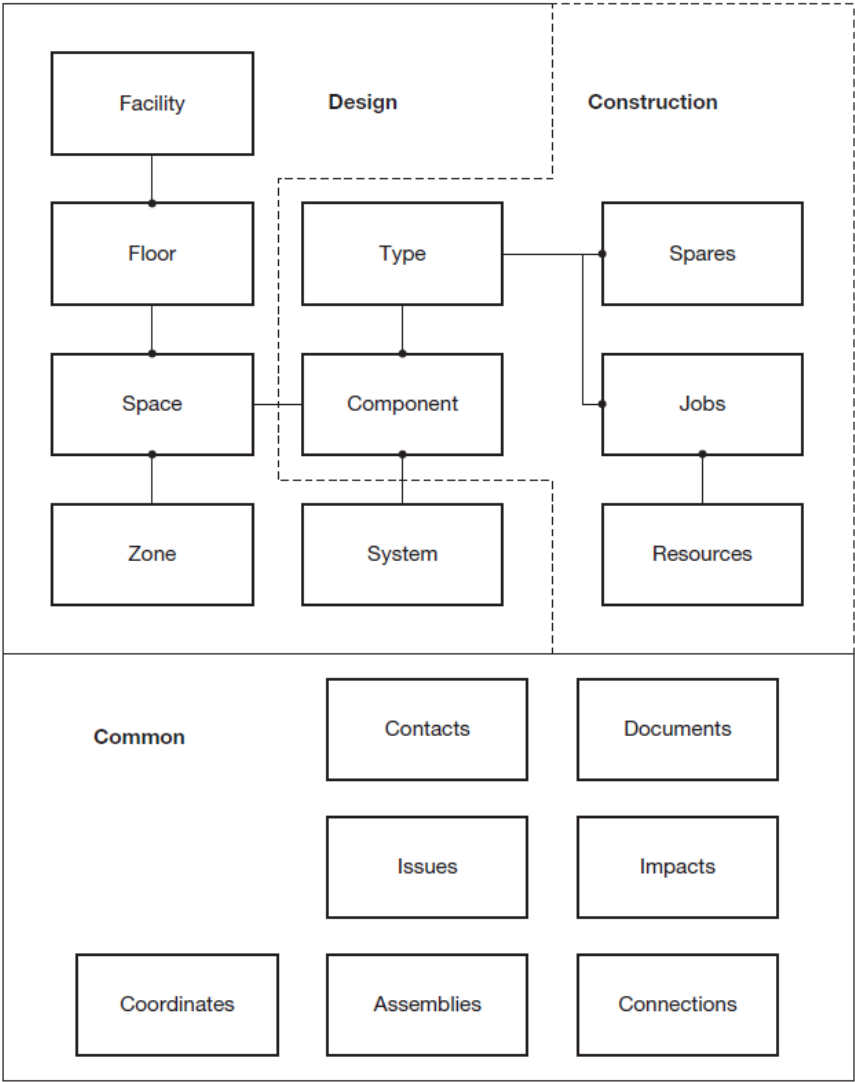 Facility
Design
Construction
Floor
Type
Spares
Space
Component
Jobs
Zone
System
Resources
Common
Contacts
Documents
Issues
Impacts
Coordinates
Assemblies
Connections